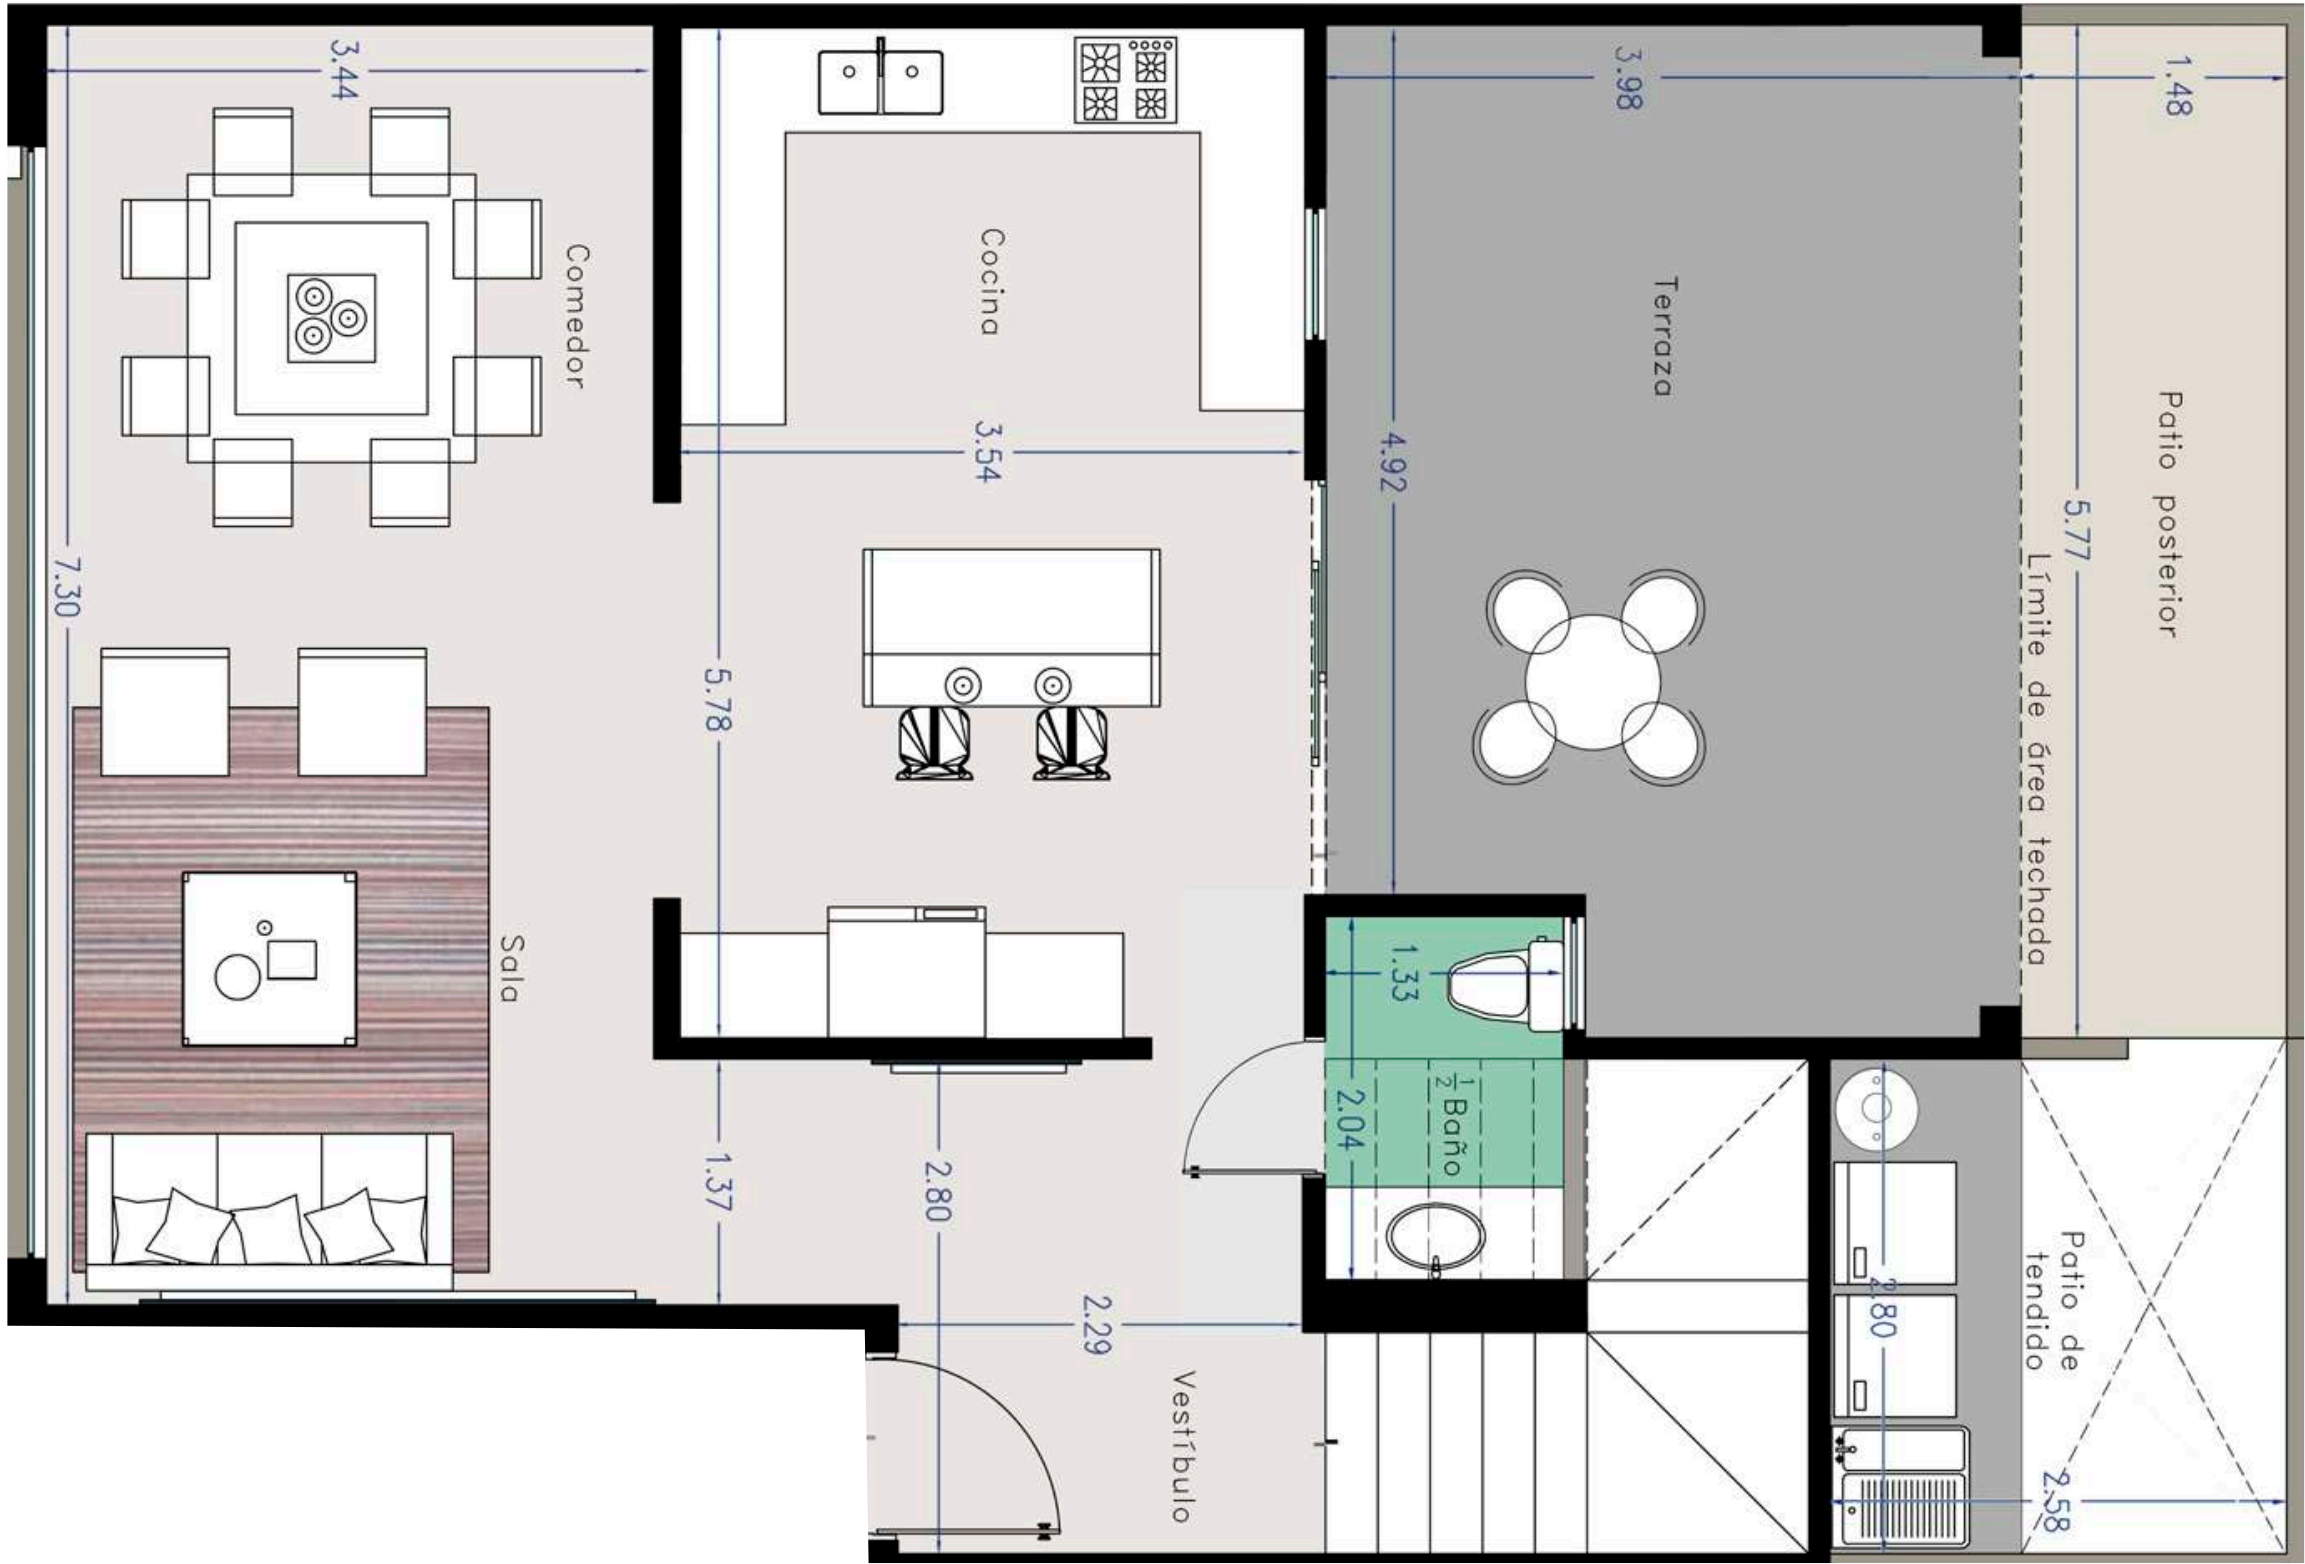 3.44
Comedor
7.30
Sala
Cocina
3.54
5.78
1.37
2.80
2.29
Vestíbulo
3.98
Terraza
4.92
1.33
2.04
1/2 Baño
1.48
Patio posterior
5.77
Límite de área techada
Patio de
tendido
2.80
2.58